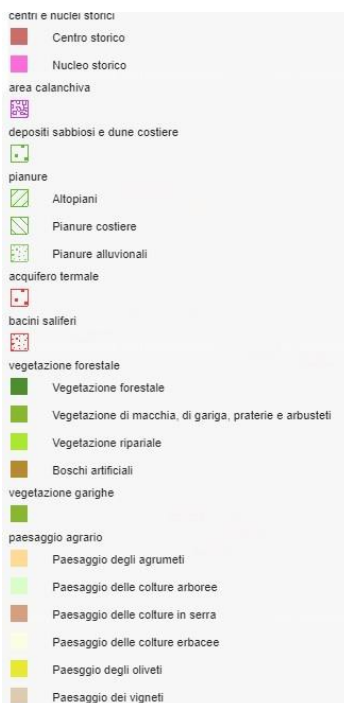 centri e nuclei storici
Centro storico
Nucleo storico
area calanchiva
depositi sabbiosi e dune costiere
pianure
Altopiani
Pianure costiere
Pianure alluvionali
acquifero termale
bacini saliferi
vegetazione forestale
Vegetazione forestale
Vegetazione di macchia, di gariga, praterie e arbusteti
Vegetazione ripariale
Boschi artificiali
vegetazione garighe
paesaggio agrario
Paesaggio degli agrumeti
Paesaggio delle colture arboree
Paesaggio delle colture in serra
Paesaggio delle colture erbacee
Paesggio degli oliveti
Paesaggio dei vigneti